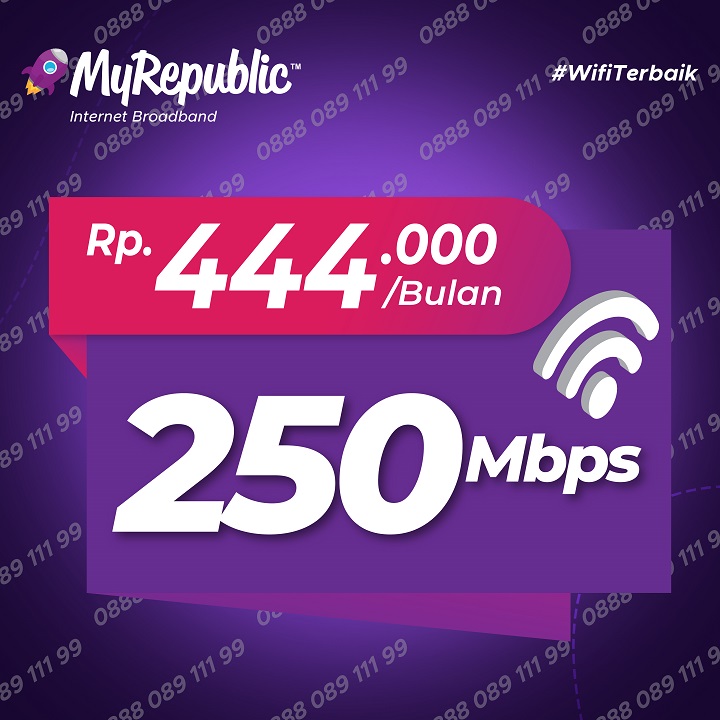 MyRepublic™
Internet Broadband
#WifiTerbaik
Rp. 444.000
/Bulan
250 Mbps
0888 089 111 99